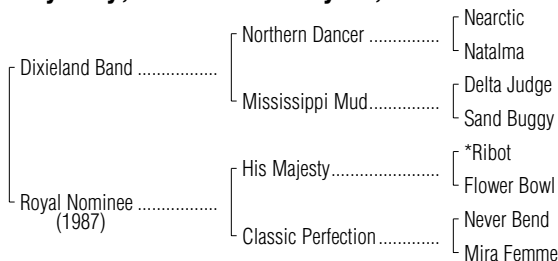 Nearctic
Northern Dancer ..............
Natalma
Dixieland Band .................
Delta Judge
Mississippi Mud..............
Sand Buggy
*Ribot
His Majesty......................
Flower Bowl
Royal Nominee .................
(1987)
Never Bend
Classic Perfection............
Mira Femme